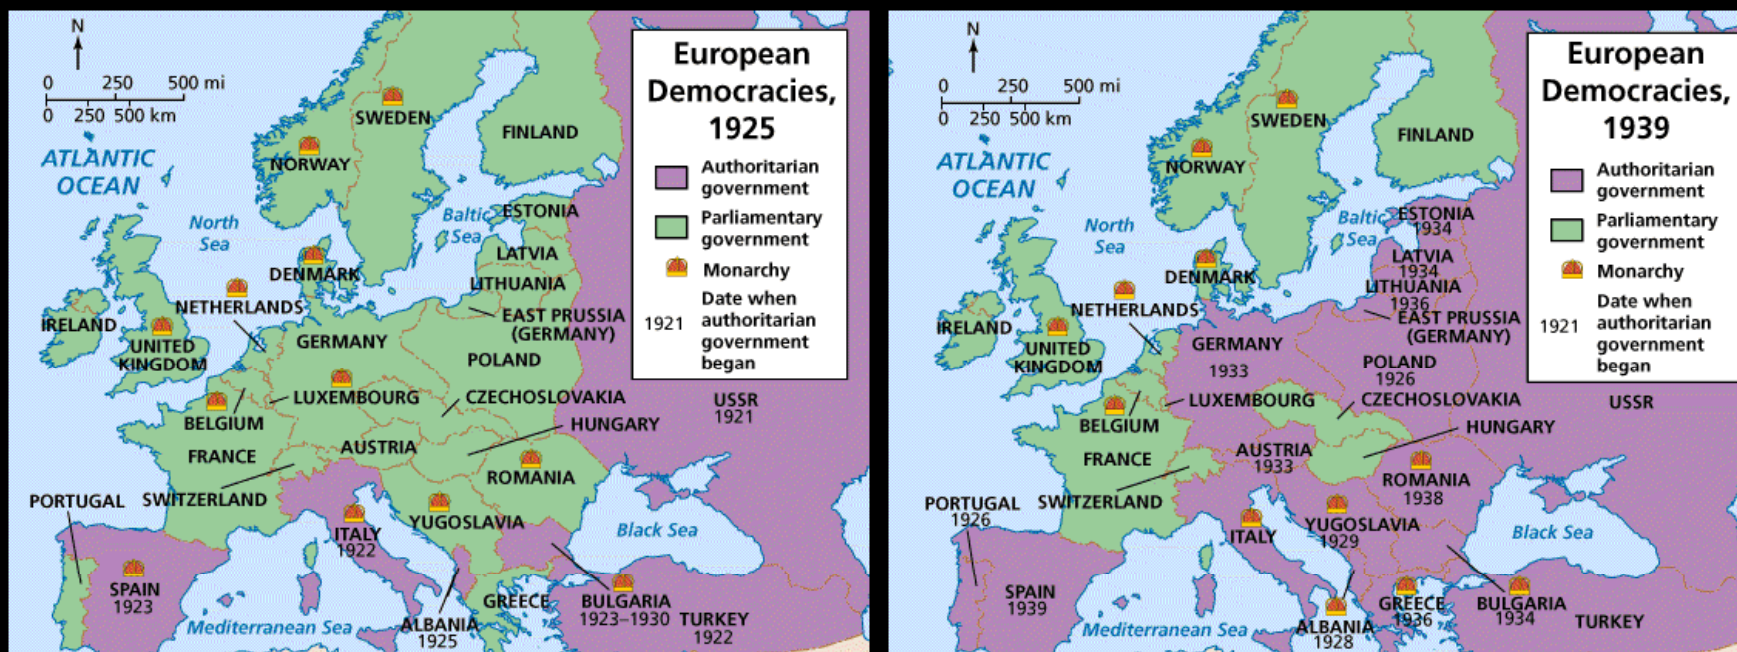 N
0 250 500 mi
0 250 500 km
European
Democracies,
1925
Authoritarian
government
Parliamentary
government
Monarchy
1921
Date when
authoritarian
government
began
ATLANTIC
OCEAN
North
Sea
Baltic
Sea
SWEDEN
NORWAY
FINLAND
ESTONIA
LATVIA
LITHUANIA
DENMARK
NETHERLANDS
EAST PRUSSIA
(GERMANY)
IRELAND
UNITED
KINGDOM
GERMANY
POLAND
LUXEMBOURG
CZECHOSLOVAKIA
USSR
1921
BELGIUM
HUNGARY
FRANCE
AUSTRIA
ROMANIA
PORTUGAL
SWITZERLAND
YUGOSLAVIA
ITALY
1922
Black Sea
SPAIN
1923
GREECE
BULGARIA
1923–1930
TURKEY
1922
ALBANIA
1925
Mediterranean Sea
N
0 250 500 mi
0 250 500 km
European
Democracies,
1939
Authoritarian
government
Parliamentary
government
Monarchy
1921
Date when
authoritarian
government
began
ATLANTIC
OCEAN
North
Sea
Baltic
Sea
SWEDEN
NORWAY
FINLAND
ESTONIA
1934
LATVIA
1934
LITHUANIA
1936
DENMARK
NETHERLANDS
EAST PRUSSIA
(GERMANY)
IRELAND
UNITED
KINGDOM
GERMANY
1933
POLAND
1926
LUXEMBOURG
CZECHOSLOVAKIA
USSR
BELGIUM
HUNGARY
FRANCE
AUSTRIA
1933
ROMANIA
1938
PORTUGAL
1926
SWITZERLAND
YUGOSLAVIA
1929
ITALY
Black Sea
SPAIN
1939
GREECE
1936
BULGARIA
1934
TURKEY
ALBANIA
1928
Mediterranean Sea